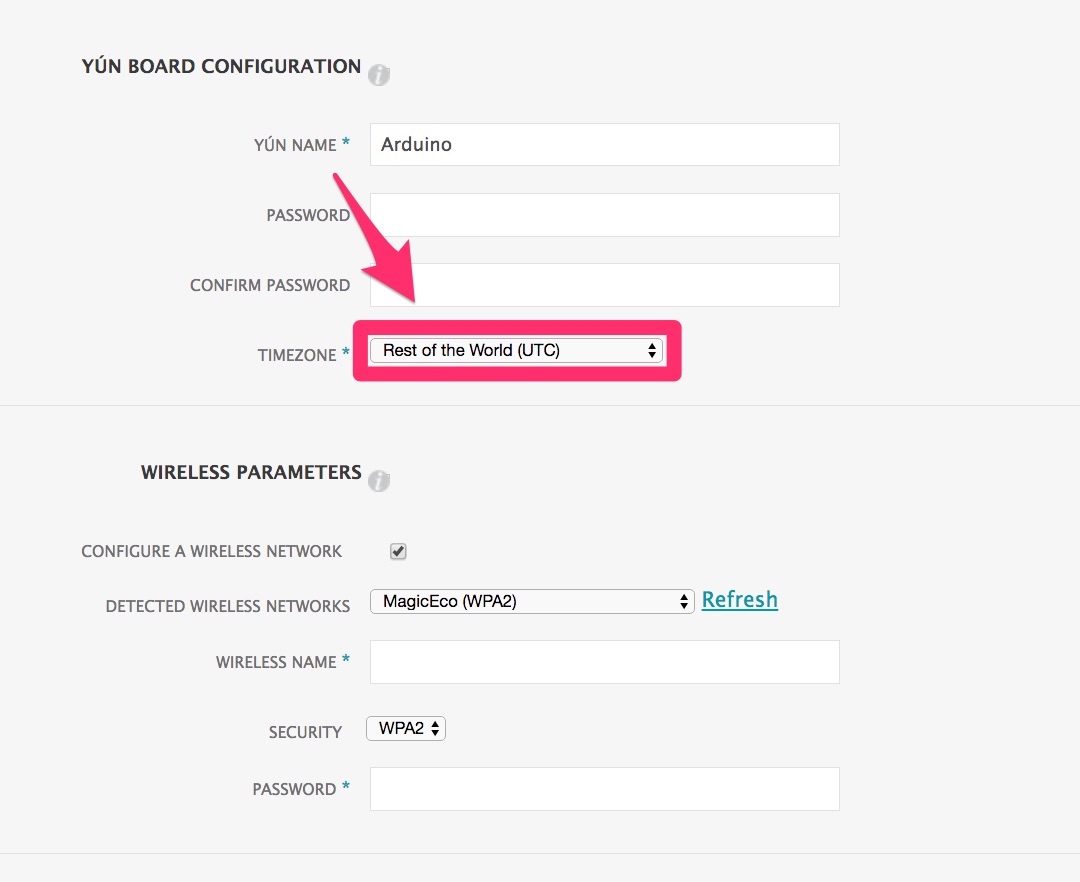 YÚN BOARD CONFIGURATION i
YÚN NAME * Arduino
PASSWORD
CONFIRM PASSWORD
TIMEZONE * Rest of the World (UTC)
WIRELESS PARAMETERS i
CONFIGURE A WIRELESS NETWORK
DETECTED WIRELESS NETWORKS MagicEco (WPA2) Refresh
WIRELESS NAME *
SECURITY WPA2
PASSWORD *